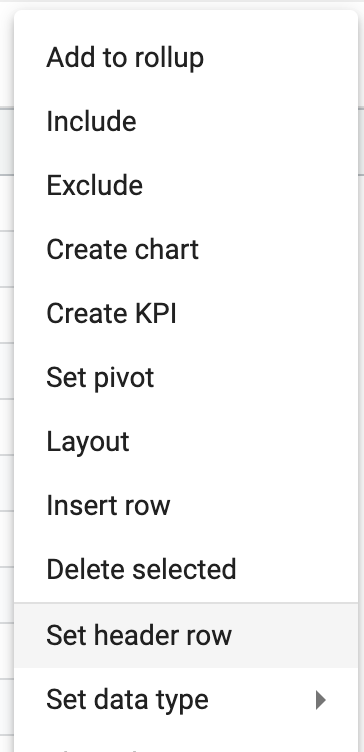 Add to rollup
Include
Exclude
Create chart
Create KPI
Set pivot
Layout
Insert row
Delete selected
Set header row
Set data type